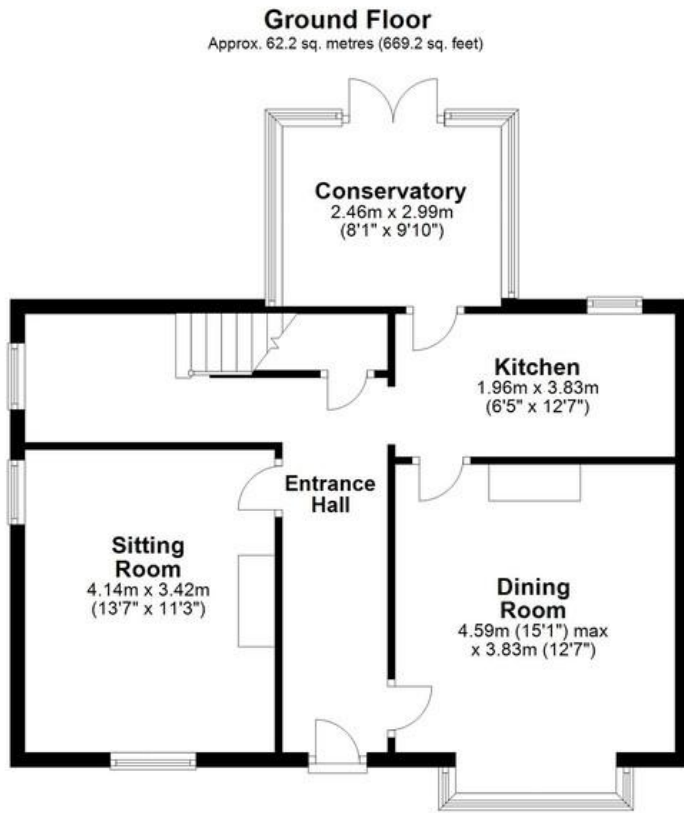 Ground Floor
Approx. 62.2 sq. metres (669.2 sq. feet)
Conservatory
2.46m x 2.99m
(8'1" x 9'10")
Kitchen
1.96m x 3.83m
(6'5" x 12'7")
Entrance
Hall
Sitting
Room
4.14m x 3.42m
(13'7" x 11'3")
Dining
Room
4.59m (15'1") max
x 3.83m (12'7")